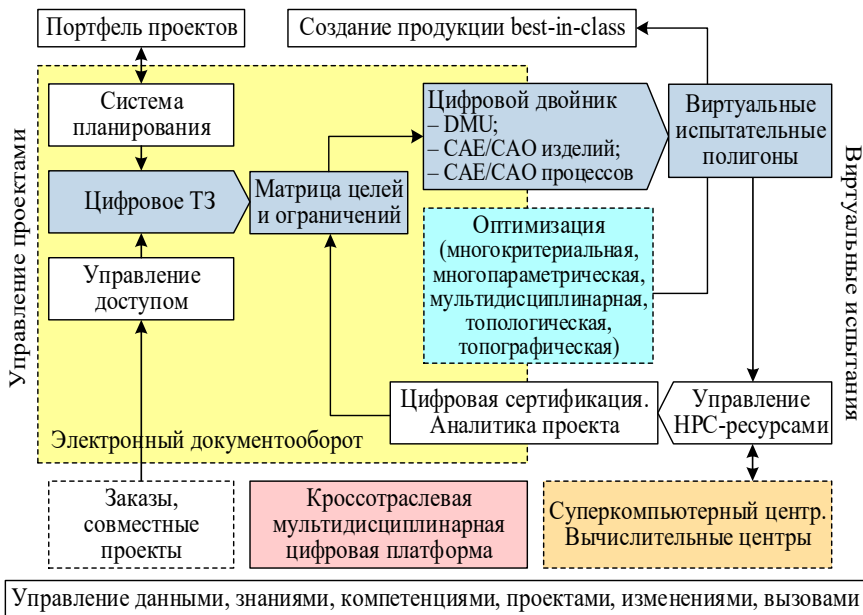 Портфель проектов
Создание продукции best-in-class
Управление проектами
Система
планирования
Цифровое ТЗ
Управление
доступом
Матрица целей
и ограничений
Цифровой двойник
– DMU;
– CAE/CAO изделий;
– CAE/CAO процессов
Виртуальные
испытательные
полигоны
Виртуальные испытания
Оптимизация
(многокритериальная,
многопараметрическая,
мультидисциплинарная,
топологическая,
топографическая)
Цифровая сертификация.
Аналитика проекта
Управление
HPC-ресурсами
Электронный документооборот
Заказы,
совместные
проекты
Кроссотраслевая
мультидисциплинарная
цифровая платформа
Суперкомпьютерный центр.
Вычислительные центры
Управление данными, знаниями, компетенциями, проектами, изменениями, вызовами